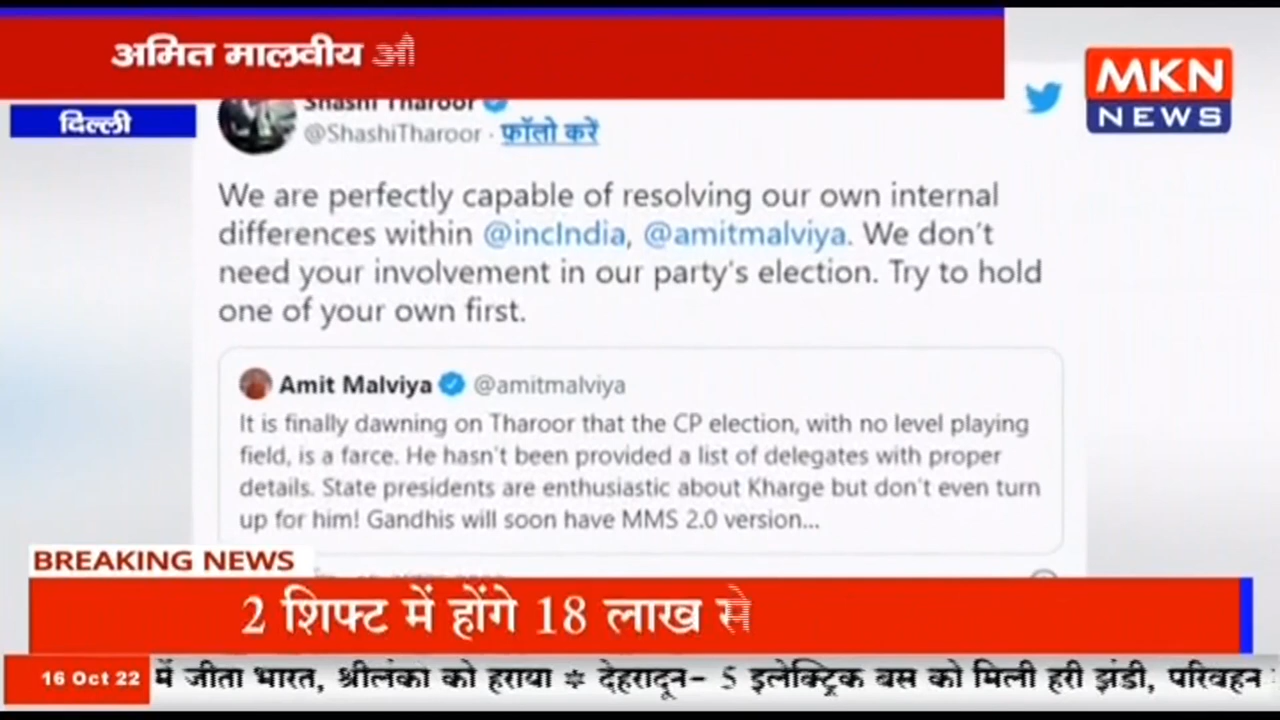 अमित मालवीय औ
MKN
NEWS
दिल्ली
Shashi Tharoor
@ShashiTharoor · फ़ॉलो करें
We are perfectly capable of resolving our own internal
differences within @incIndia, @amitmalviya. We don't
need your involvement in our party's election. Try to hold
one of your own first.
Amit Malviya @amitmalviya
It is finally dawning on Tharoor that the CP election, with no level playing
field, is a farce. He hasn't been provided a list of delegates with proper
details. State presidents are enthusiastic about Kharge but don't even turn
up for him! Gandhis will soon have MMS 2.0 version...
BREAKING NEWS
2 शिफ्ट में होंगे 18 लाख से
16 Oct 22 में जीता भारत, श्रीलंका को हराया * देहरादून- 5 इलेक्ट्रिक बस को मिली हरी झंडी, परिवहन